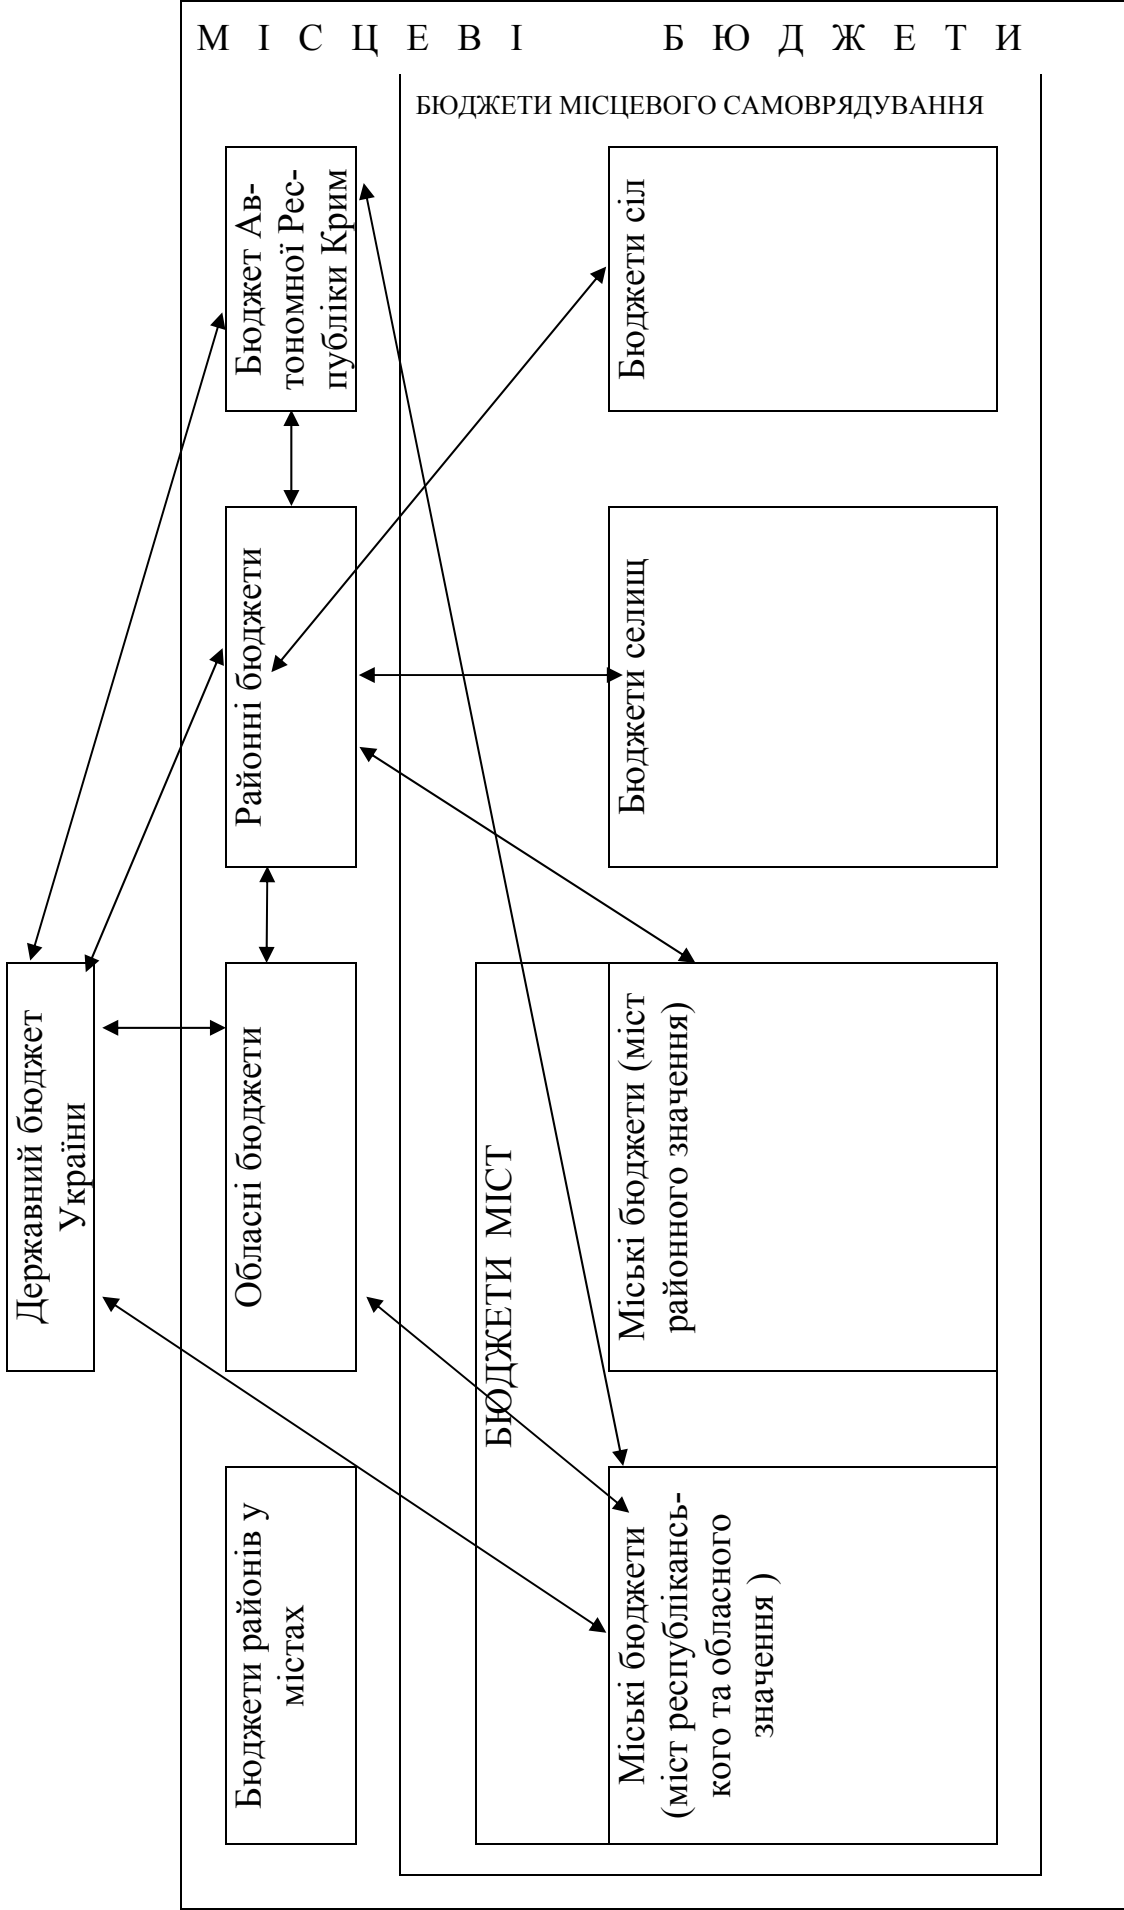 М І С Ц Е В І Б Ю Д Ж Е Т И
БЮДЖЕТИ МІСЦЕВОГО САМОВРЯДУВАННЯ
Державний бюджет
України
Бюджети районів у
містах
Обласні бюджети
Районні бюджети
Бюджет Ав-
тономної Рес-
публіки Крим
БЮДЖЕТИ МІСТ
Міські бюджети
(міст республікансь-
кого та обласного
значення )
Міські бюджети (міст
районного значення)
Бюджети селищ
Бюджети сіл